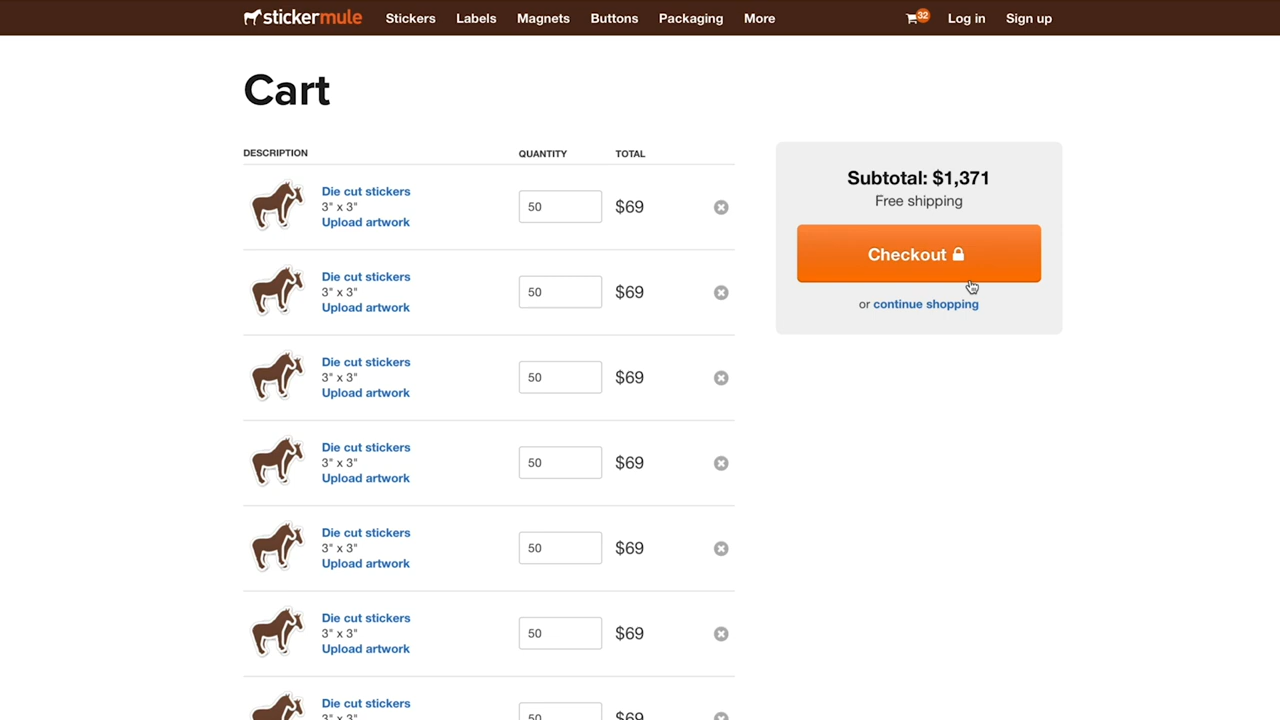 stickermule Stickers Labels Magnets Buttons Packaging More 32 Log in Sign up
Cart
DESCRIPTION QUANTITY TOTAL
Die cut stickers
3" x 3"
Upload artwork
50 $69
Die cut stickers
3" x 3"
Upload artwork
50 $69
Die cut stickers
3" x 3"
Upload artwork
50 $69
Die cut stickers
3" x 3"
Upload artwork
50 $69
Die cut stickers
3" x 3"
Upload artwork
50 $69
Die cut stickers
3" x 3"
Upload artwork
50 $69
Die cut stickers
3" x 3"
50 $69
Subtotal: $1,371
Free shipping
Checkout
or continue shopping